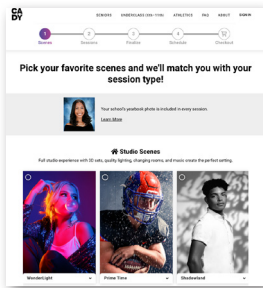 CA
DY
SENIORS UNDERCLASS (K10-11TH) ATHLETICS FAQ ABOUT SIGN IN
1 2 3 4
Scenes Sessions Finalize Schedule Checkout
Pick your favorite scenes and we'll match you with your
session type!
Your school's yearbook photo is included in every session.
Learn More
Studio Scenes
Full studio experience with 3D sets, quality lighting, changing rooms, and music create the perfect setting.
WonderLight Prime Time Shadowland